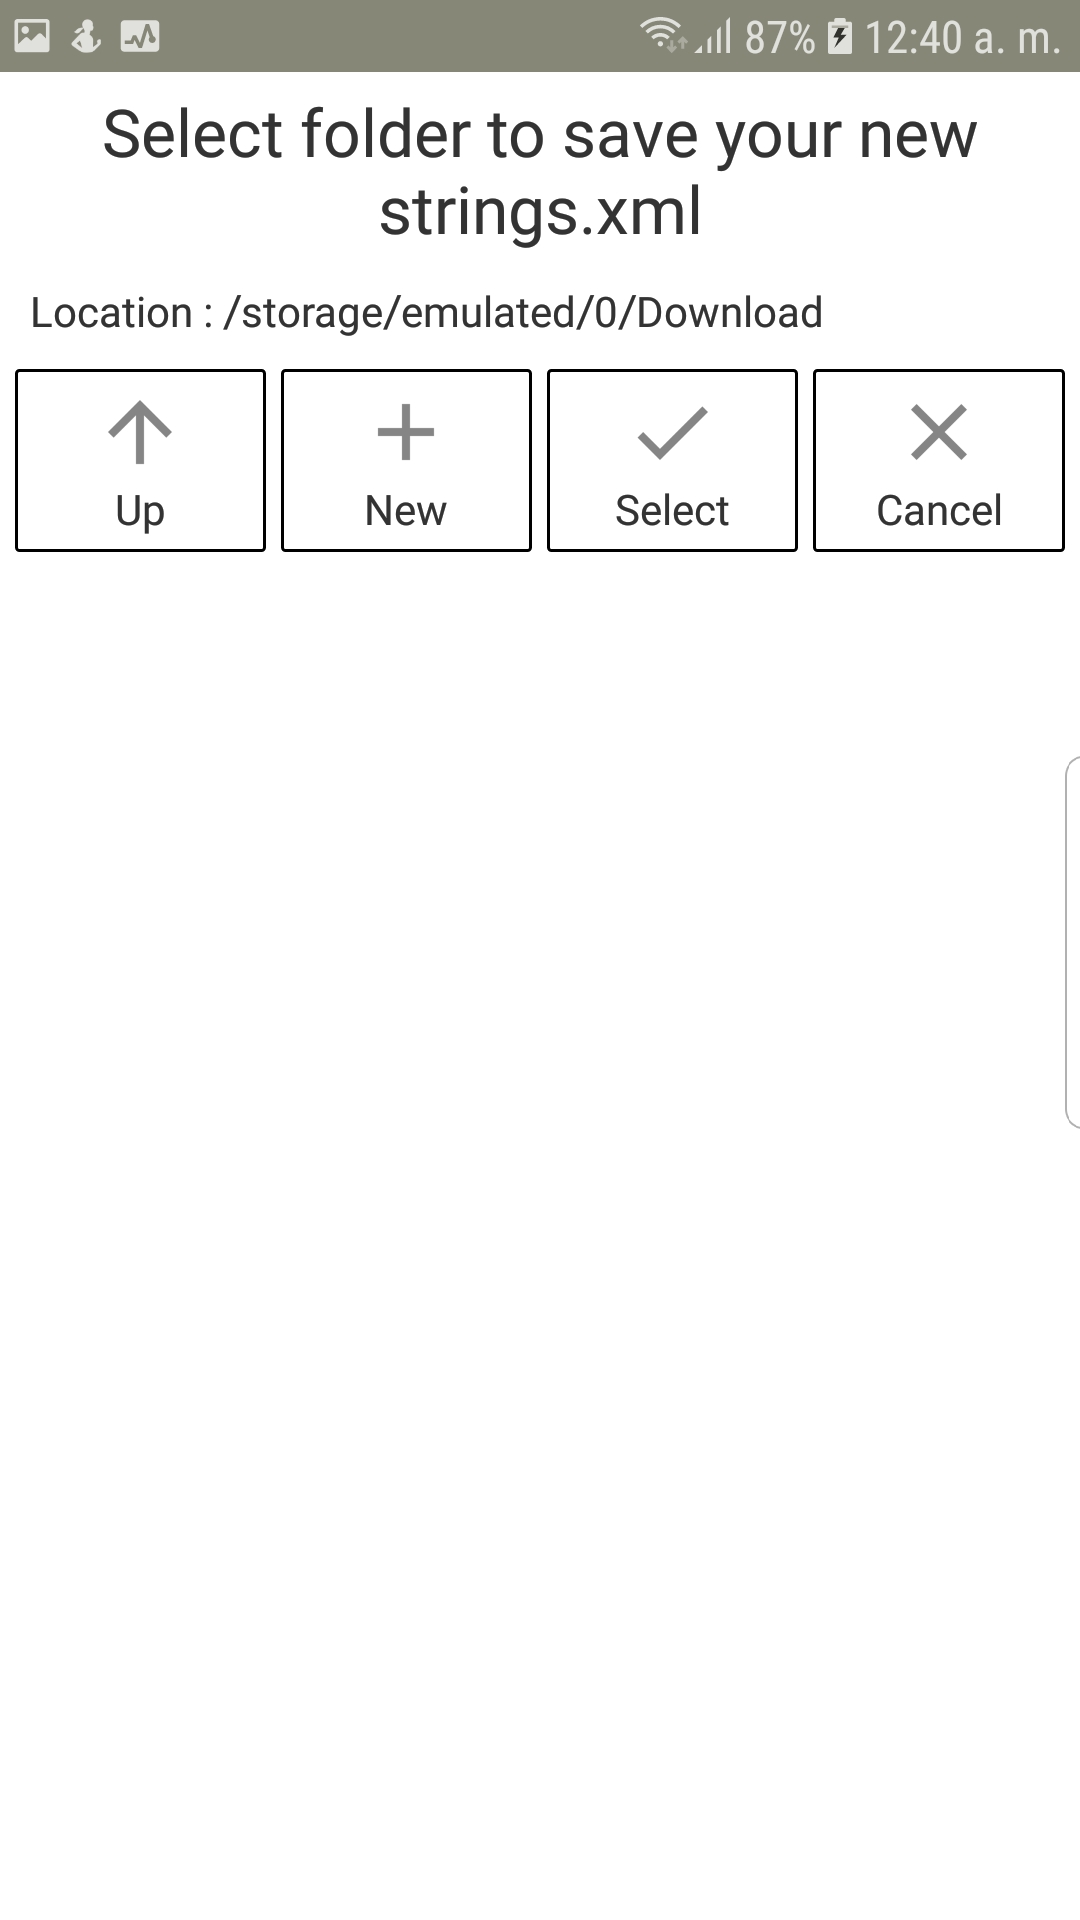 87% 12:40 a. m.
Select folder to save your new
strings.xml
Location : /storage/emulated/0/Download
Up New Select Cancel